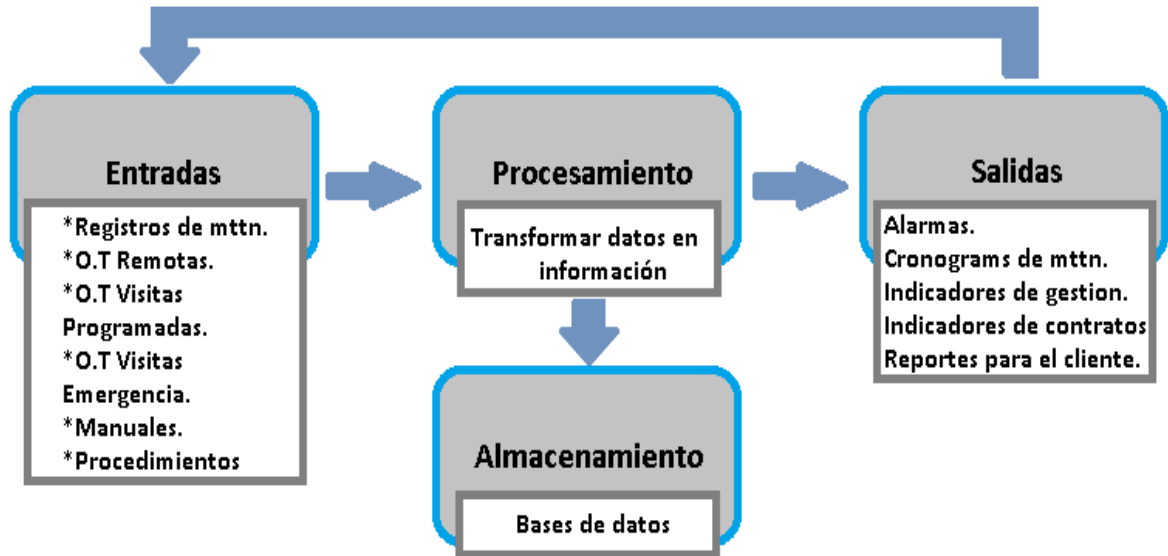 Entradas
*Registros de mttn.
*O.T Remotas.
*O.T Visitas
Programadas.
*O.T Visitas
Emergencia.
*Manuales.
*Procedimientos
Procesamiento
Transformar datos en
información
Almacenamiento
Bases de datos
Salidas
Alarmas.
Cronograms de mttn.
Indicadores de gestion.
Indicadores de contratos
Reportes para el cliente.